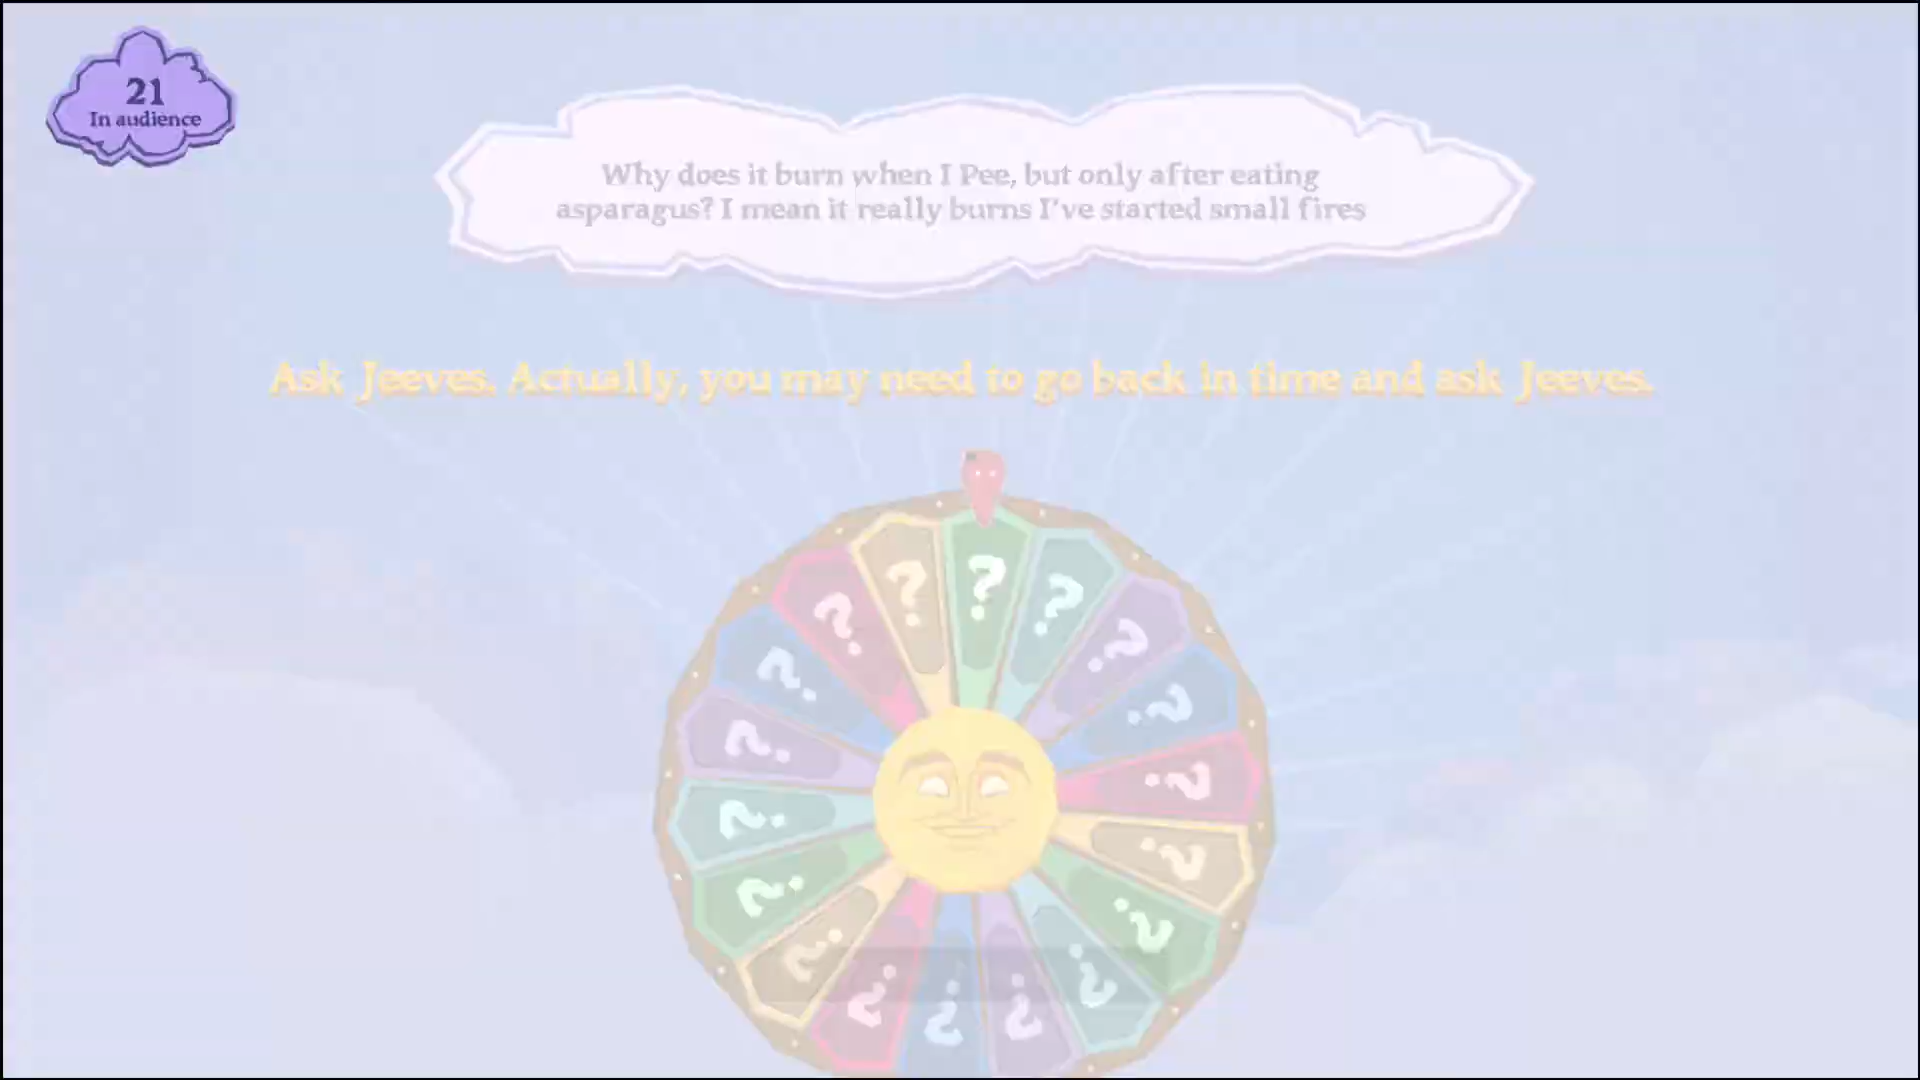 21
In audience
Why does it burn when I Pee, but only after eating
asparagus? I mean it really burns I've started small fires
Ask Jeeves. Actually, you may need to go back in time and ask Jeeves.
? ? ? ? ? ? ? ? ? ? ? ? ? ? ? ? ? ?